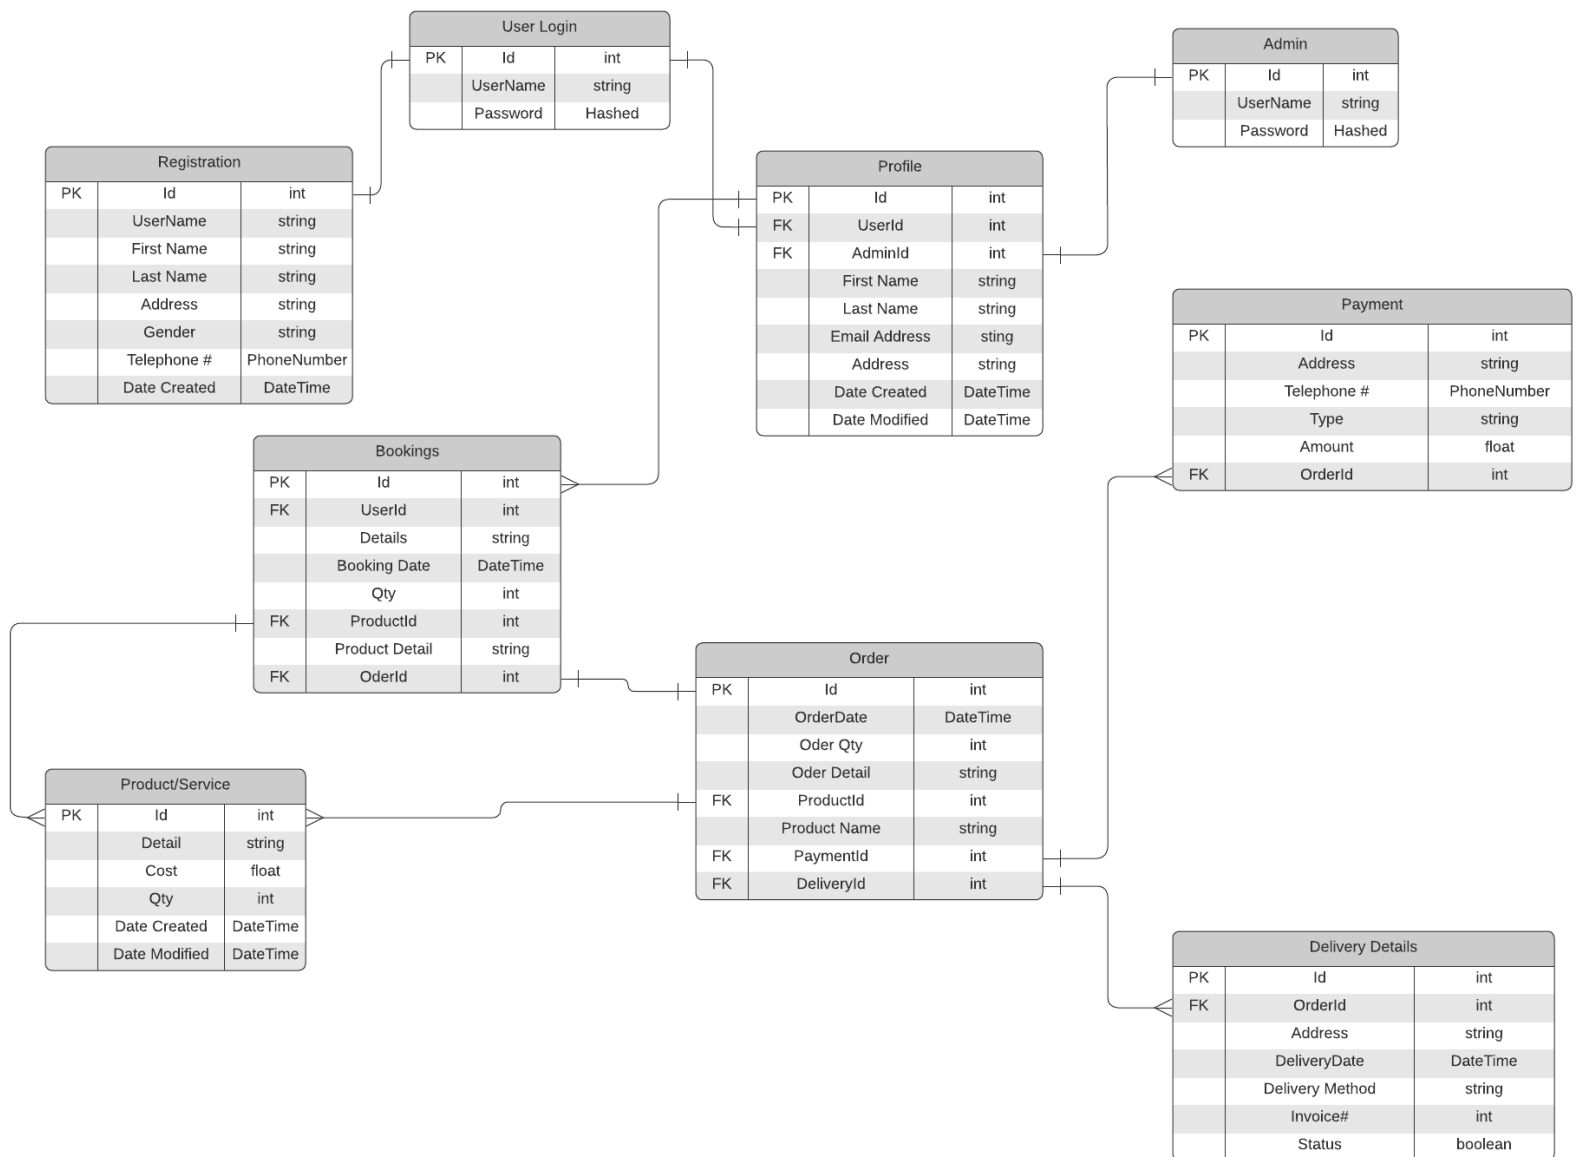 User Login
PK Id int
UserName string
Password Hashed
Admin
PK Id int
UserName string
Password Hashed
Registration
PK Id int
UserName string
First Name string
Last Name string
Address string
Gender string
Telephone # PhoneNumber
Date Created DateTime
Profile
PK Id int
FK UserId int
FK AdminId int
First Name string
Last Name string
Email Address sting
Address string
Date Created DateTime
Date Modified DateTime
Payment
PK Id int
Address string
Telephone # PhoneNumber
Type string
Amount float
FK OrderId int
Bookings
PK Id int
FK UserId int
Details string
Booking Date DateTime
Qty int
FK ProductId int
Product Detail string
FK OderId int
Order
PK Id int
OrderDate DateTime
Oder Qty int
Oder Detail string
FK ProductId int
Product Name string
FK PaymentId int
FK DeliveryId int
Product/Service
PK Id int
Detail string
Cost float
Qty int
Date Created DateTime
Date Modified DateTime
Delivery Details
PK Id int
FK OrderId int
Address string
DeliveryDate DateTime
Delivery Method string
Invoice# int
Status boolean